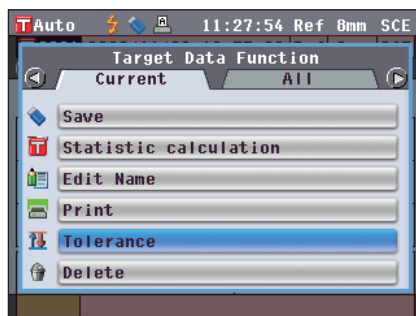 TAuto 11:27:54 Ref 8mm SCE
Target Data Function
Current All
Save
Statistic calculation
Edit Name
Print
Tolerance
Delete